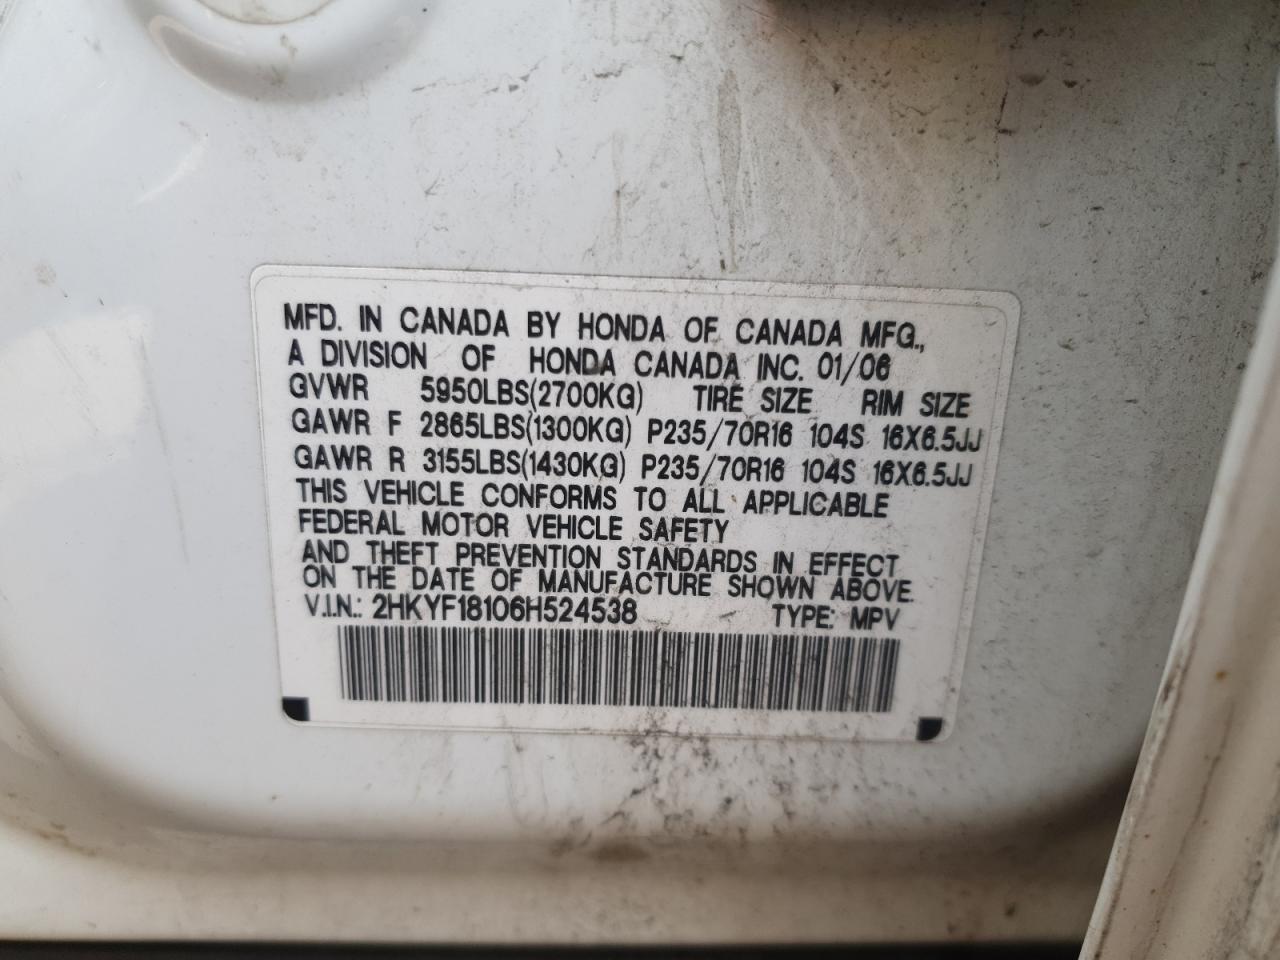 MFD. IN CANADA BY HONDA OF CANADA MFG.,
A DIVISION OF HONDA CANADA INC. 01/06
GVWR 5950LBS(2700KG) TIRE SIZE RIM SIZE
GAWR F 2865LBS(1300KG) P235/70R16 104S 16X6.5JJ
GAWR R 3155LBS(1430KG) P235/70R16 104S 16X6.5JJ
THIS VEHICLE CONFORMS TO ALL APPLICABLE
FEDERAL MOTOR VEHICLE SAFETY
AND THEFT PREVENTION STANDARDS IN EFFECT
ON THE DATE OF MANUFACTURE SHOWN ABOVE.
V.I.N.: 2HKYF18106H524538 TYPE: MPV